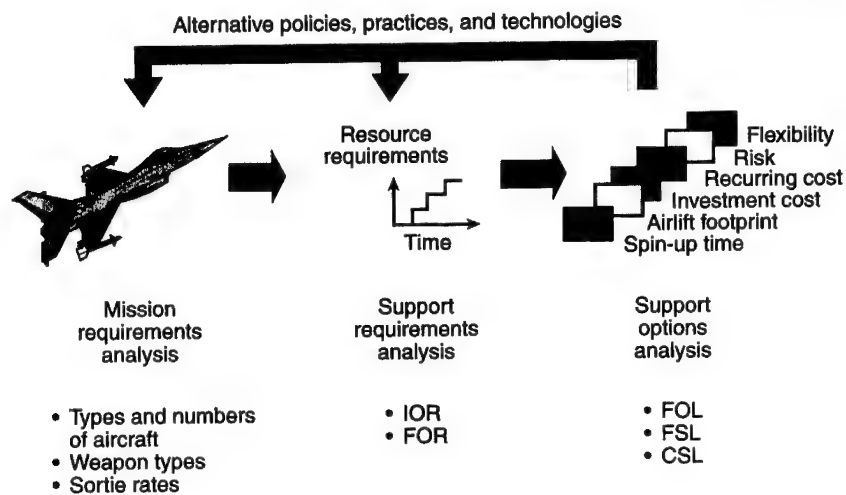 Alternative policies, practices, and technologies
Resource
requirements
Time
Flexibility
Risk
Recurring cost
Investment cost
Airlift footprint
Spin-up time
Mission
requirements
analysis
Support
requirements
analysis
Support
options
analysis
• Types and numbers
of aircraft
• Weapon types
• Sortie rates
• IOR
• FOR
• FOL
• FSL
• CSL